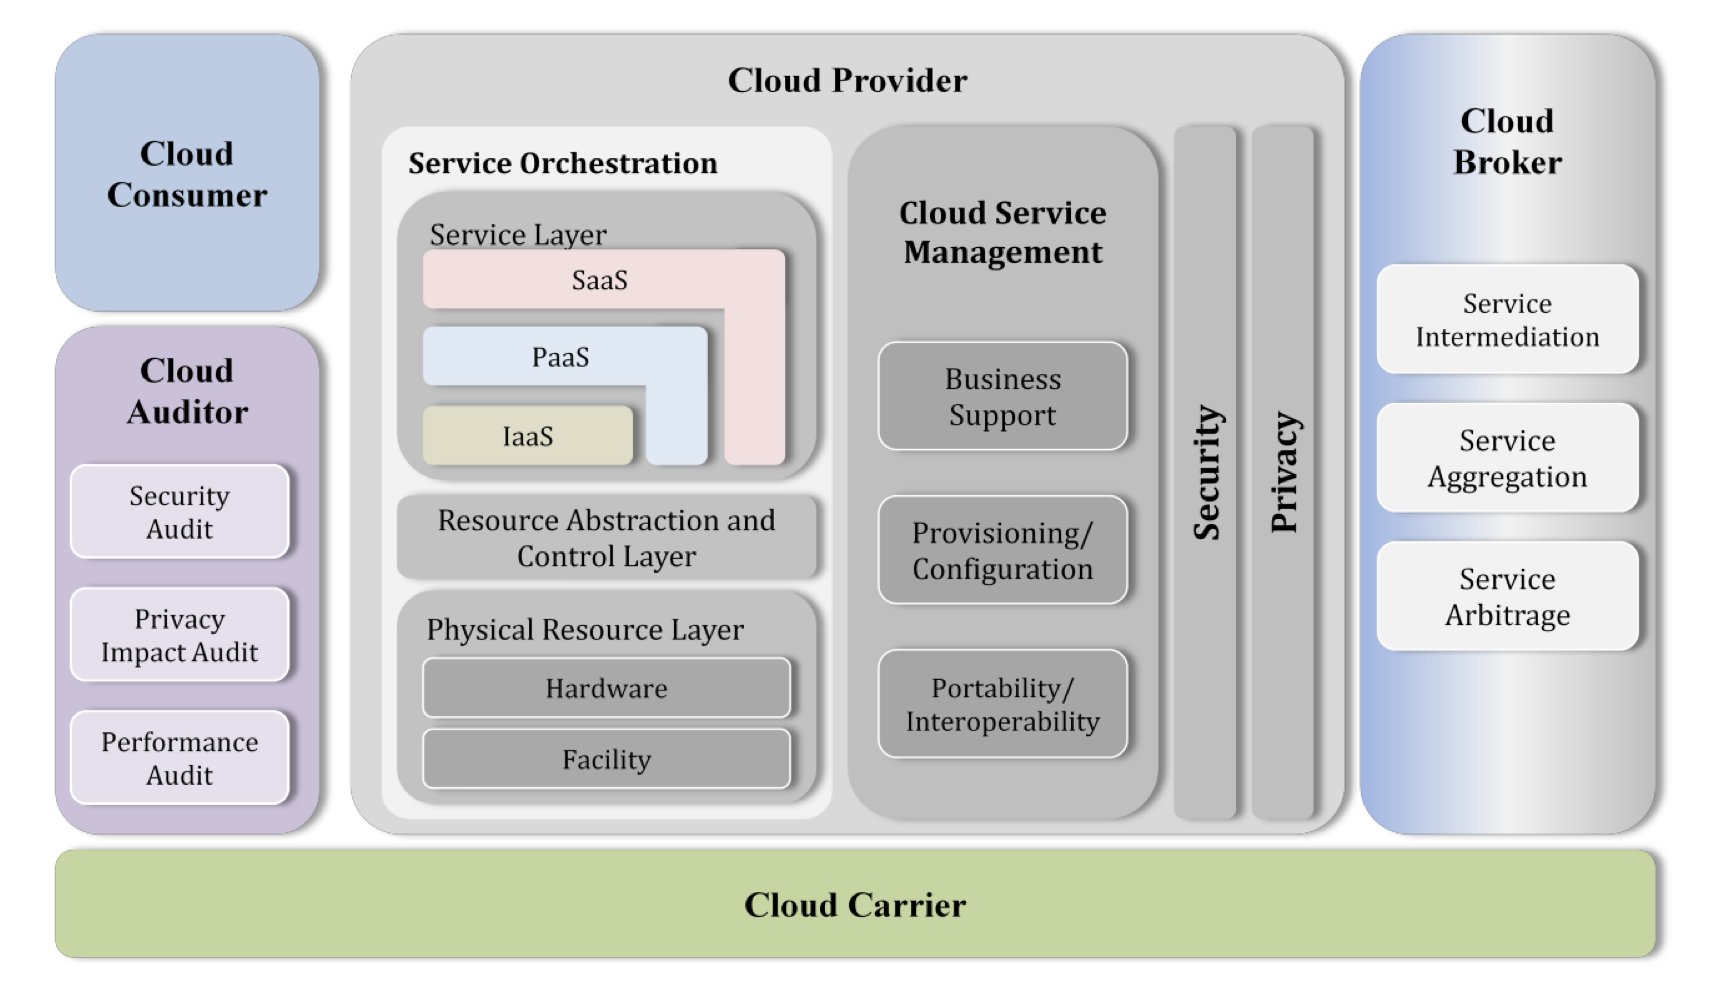 Cloud
Consumer
Cloud
Auditor
Security
Audit
Privacy
Impact Audit
Performance
Audit
Cloud Provider
Service Orchestration
Service Layer
SaaS
PaaS
IaaS
Resource Abstraction and
Control Layer
Physical Resource Layer
Hardware
Facility
Cloud Service
Management
Business
Support
Provisioning/
Configuration
Portability/
Interoperability
Security
Privacy
Cloud
Broker
Service
Intermediation
Service
Aggregation
Service
Arbitrage
Cloud Carrier